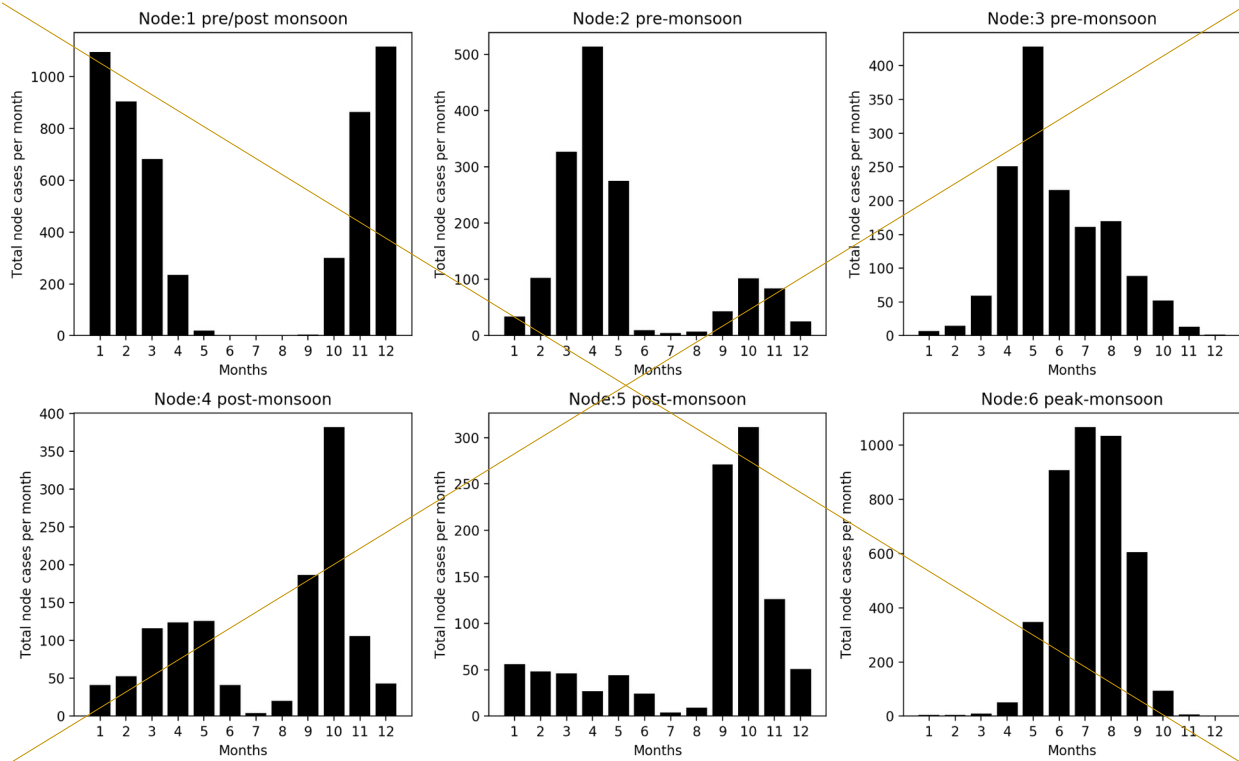 Node:1 pre/post monsoon
Total node cases per month
1000
800
600
400
200
0
1 2 3 4 5 6 7 8 9 10 11 12
Months
Node:2 pre-monsoon
Total node cases per month
500
400
300
200
100
0
1 2 3 4 5 6 7 8 9 10 11 12
Months
Node:3 pre-monsoon
Total node cases per month
400
350
300
250
200
150
100
50
0
1 2 3 4 5 6 7 8 9 10 11 12
Months
Node:4 post-monsoon
Total node cases per month
400
350
300
250
200
150
100
50
0
1 2 3 4 5 6 7 8 9 10 11 12
Months
Node:5 post-monsoon
Total node cases per month
300
250
200
150
100
50
0
1 2 3 4 5 6 7 8 9 10 11 12
Months
Node:6 peak-monsoon
Total node cases per month
1000
800
600
400
200
0
1 2 3 4 5 6 7 8 9 10 11 12
Months